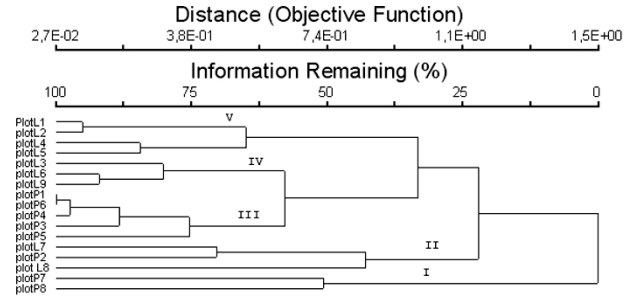 Distance (Objective Function)
2,7E-02 3,8E-01 7,4E-01 1,1E+00 1,5E+00
Information Remaining (%)
100 75 50 25 0
PlotL1
plotL2
plotL4
plotL5
plotL3
plotL6
plotL9
plotP1
plotP6
plotP4
plotP3
plotP5
plotL7
plotP2
plot L8
plotP7
plotP8
V
IV
III
II
I